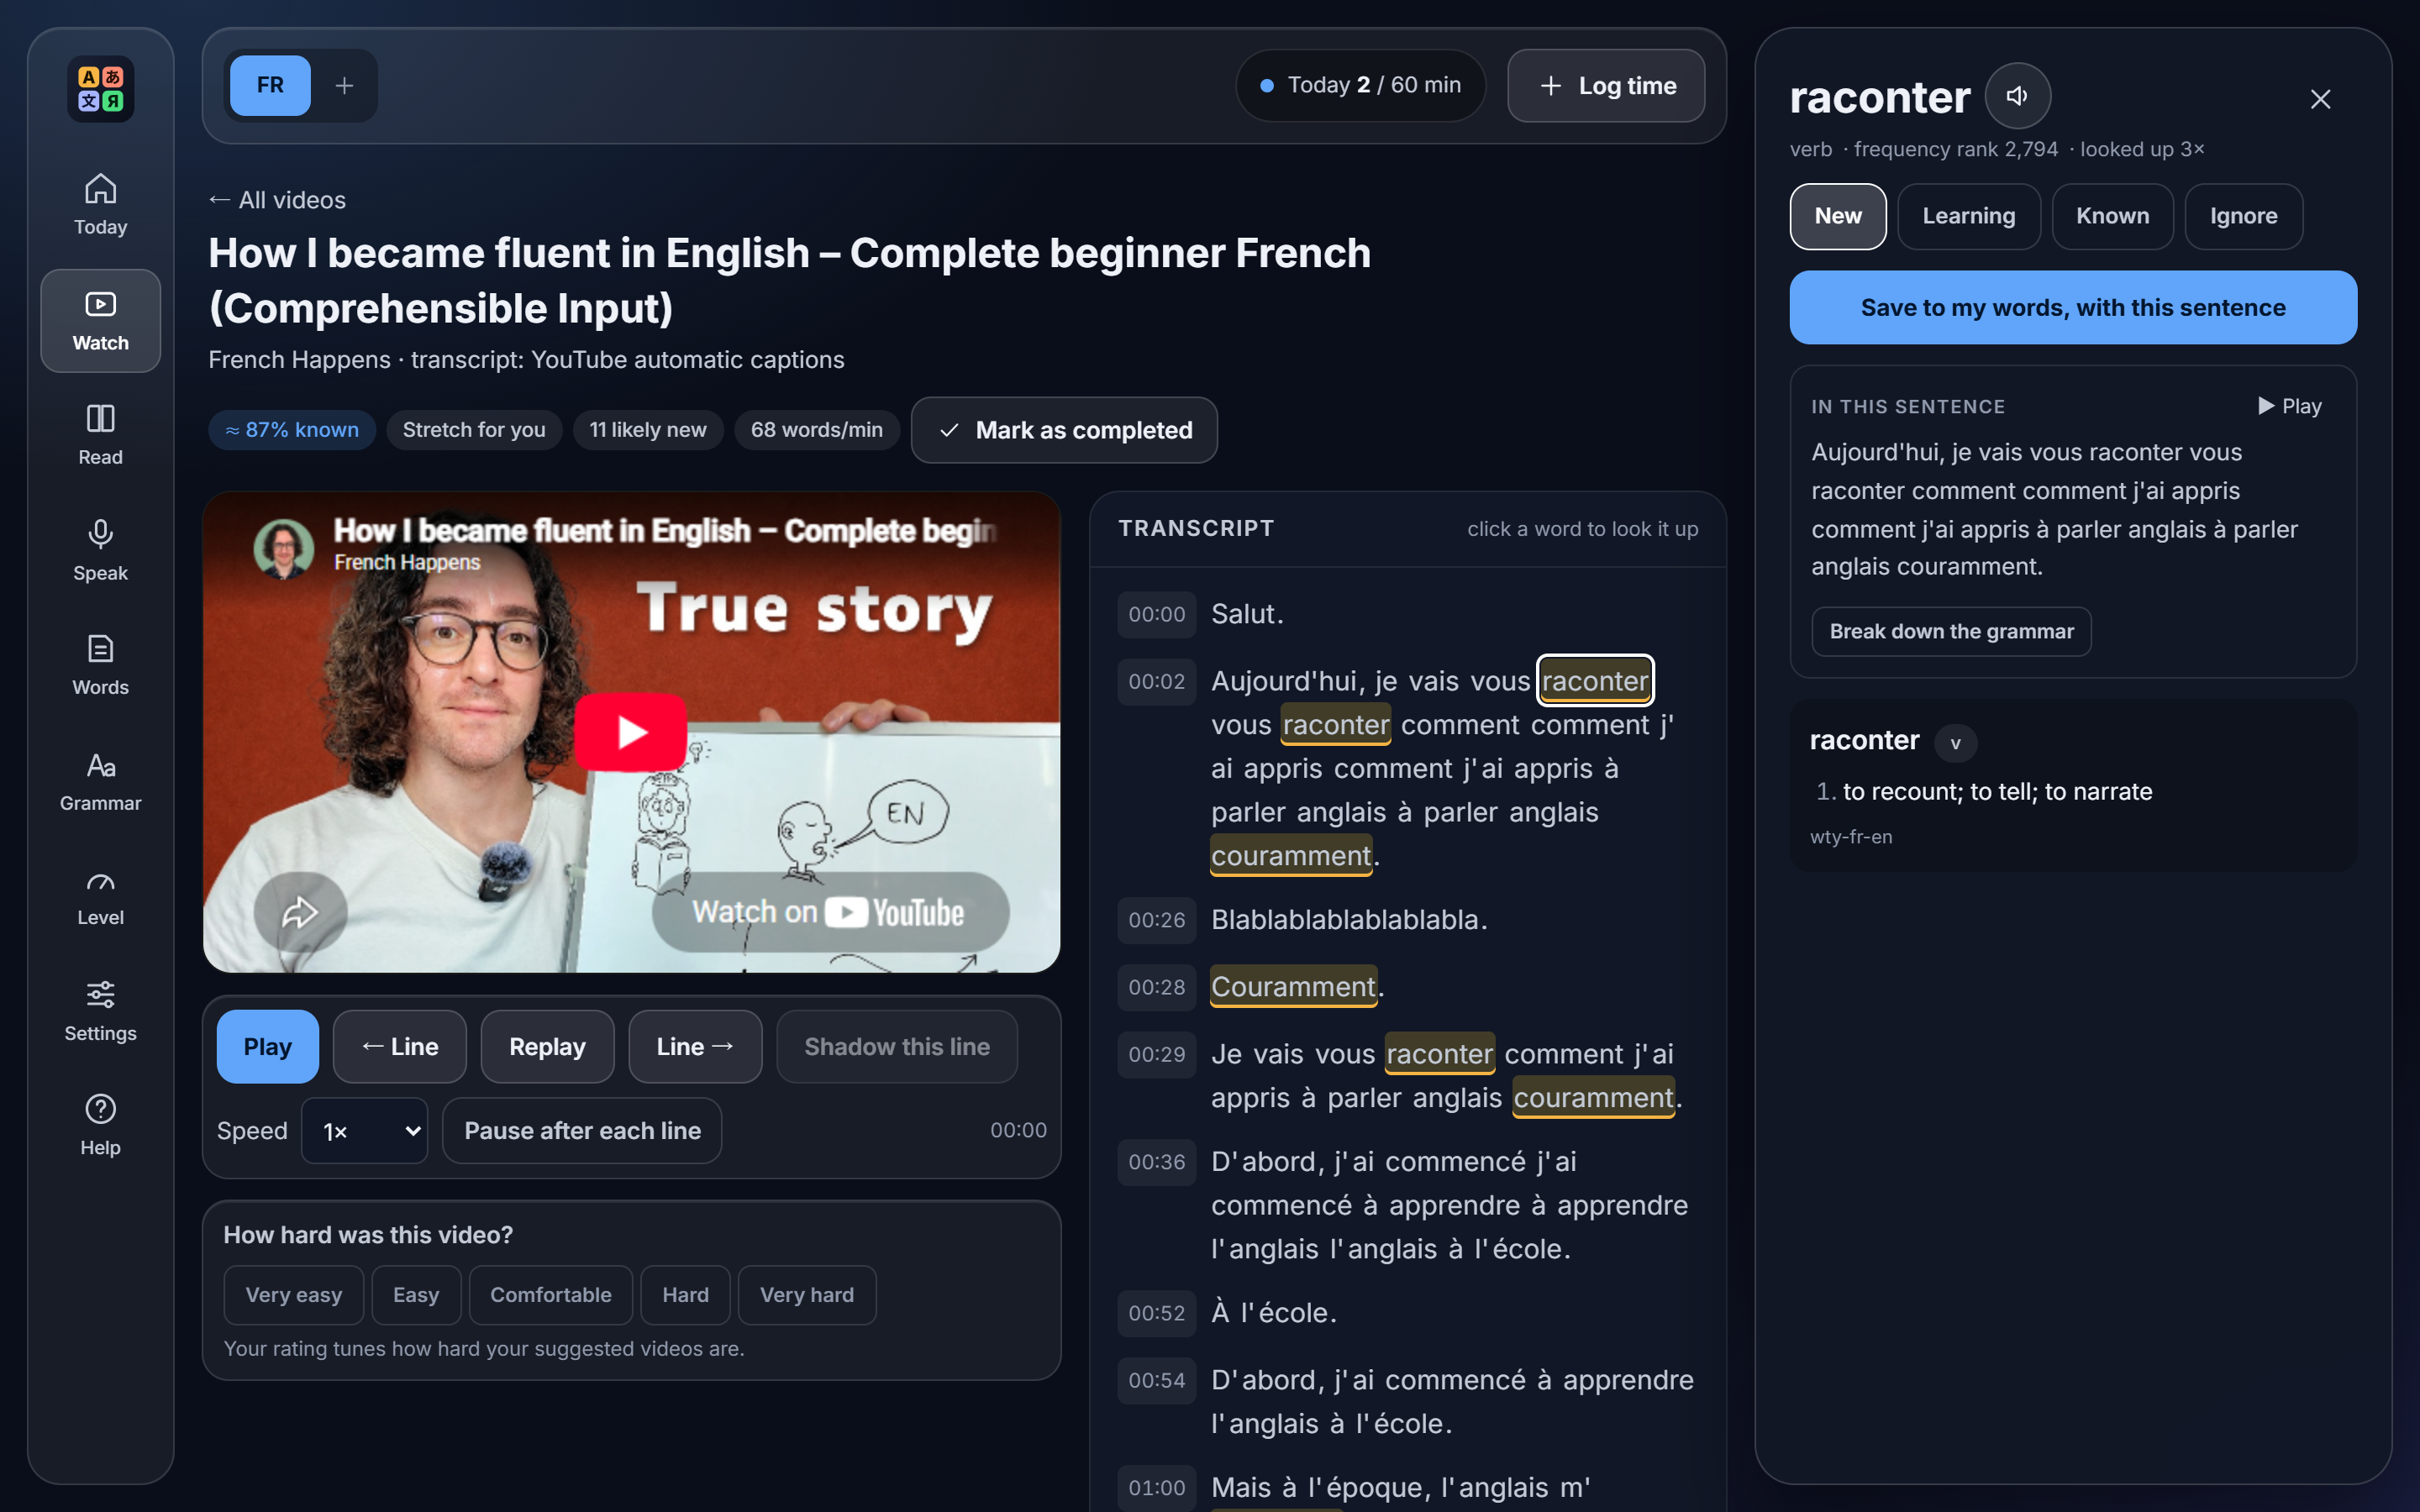 A あ
文 Я
Today
Watch
Read
Speak
Words
Grammar
Level
Settings
Help
FR
Today 2 / 60 min
Log time
← All videos
How I became fluent in English – Complete beginner French
(Comprehensible Input)
French Happens · transcript: YouTube automatic captions
≈ 87% known
Stretch for you
11 likely new
68 words/min
Mark as completed
How I became fluent in English – Complete begin
French Happens
True story
EN
Watch on YouTube
Play
← Line
Replay
Line →
Shadow this line
Speed
1×
Pause after each line
00:00
How hard was this video?
Very easy
Easy
Comfortable
Hard
Very hard
Your rating tunes how hard your suggested videos are.
TRANSCRIPT
click a word to look it up
00:00 Salut.
00:02 Aujourd'hui, je vais vous raconter
vous raconter comment comment j'
ai appris comment j'ai appris à
parler anglais à parler anglais
couramment.
00:26 Blablablablablablabla.
00:28 Couramment.
00:29 Je vais vous raconter comment j'ai
appris à parler anglais couramment.
00:36 D'abord, j'ai commencé j'ai
commencé à apprendre à apprendre
l'anglais l'anglais à l'école.
00:52 À l'école.
00:54 D'abord, j'ai commencé à apprendre
l'anglais à l'école.
01:00 Mais à l'époque, l'anglais m'
raconter
verb · frequency rank 2,794 · looked up 3×
New
Learning
Known
Ignore
Save to my words, with this sentence
IN THIS SENTENCE
▶ Play
Aujourd'hui, je vais vous raconter vous
raconter comment comment j'ai appris
comment j'ai appris à parler anglais à parler
anglais couramment.
Break down the grammar
raconter v
1. to recount; to tell; to narrate
wty-fr-en